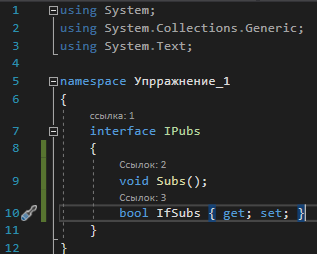 1 using System;
2 using System.Collections.Generic;
3 using System.Text;
4
5 namespace Упрражнение_1
6 {
ссылка: 1
7 interface IPubs
8 {
Ссылок: 2
9 void Subs();
Ссылок: 3
10 bool IfSubs { get; set; }
11 }
12 }